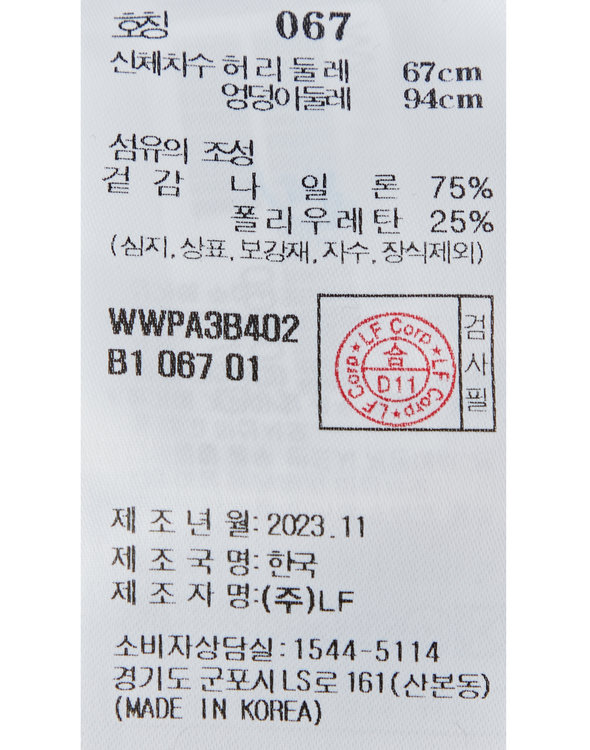 호칭 067
신체치수 허리둘레 67cm
엉덩이둘레 94cm
섬유의 조성
겉감 나일론 75%
폴리우레탄 25%
(심지,상표,보강재,자수,장식제외)
WWPA3B402
B1 067 01
LF Corp★LF Corp★LF Corp★
合
D11
검사필
제조년월:2023.11
제조국명:한국
제조자명:(주)LF
소비자상담실:1544-5114
경기도 군포시 LS로 161(산본동)
(MADE IN KOREA)